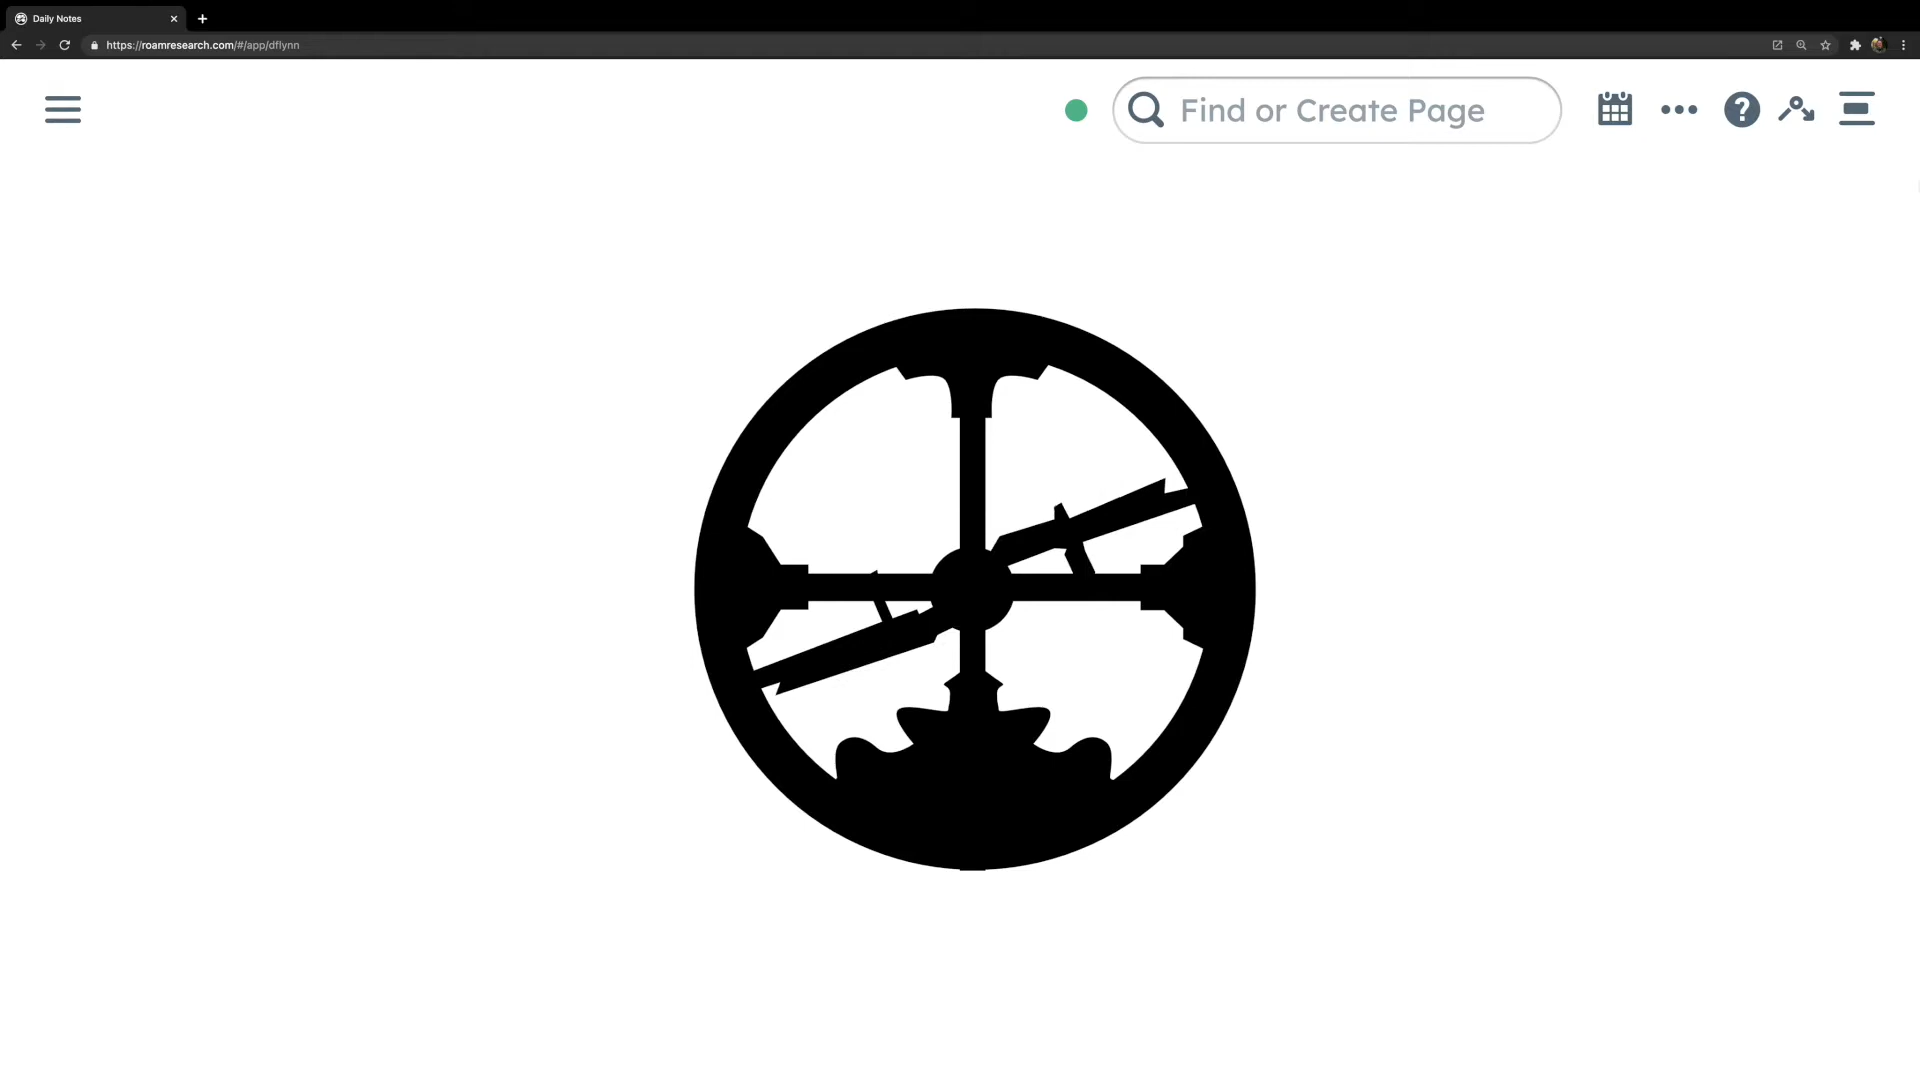 Daily Notes
https://roamresearch.com/#/app/dflynn
Find or Create Page